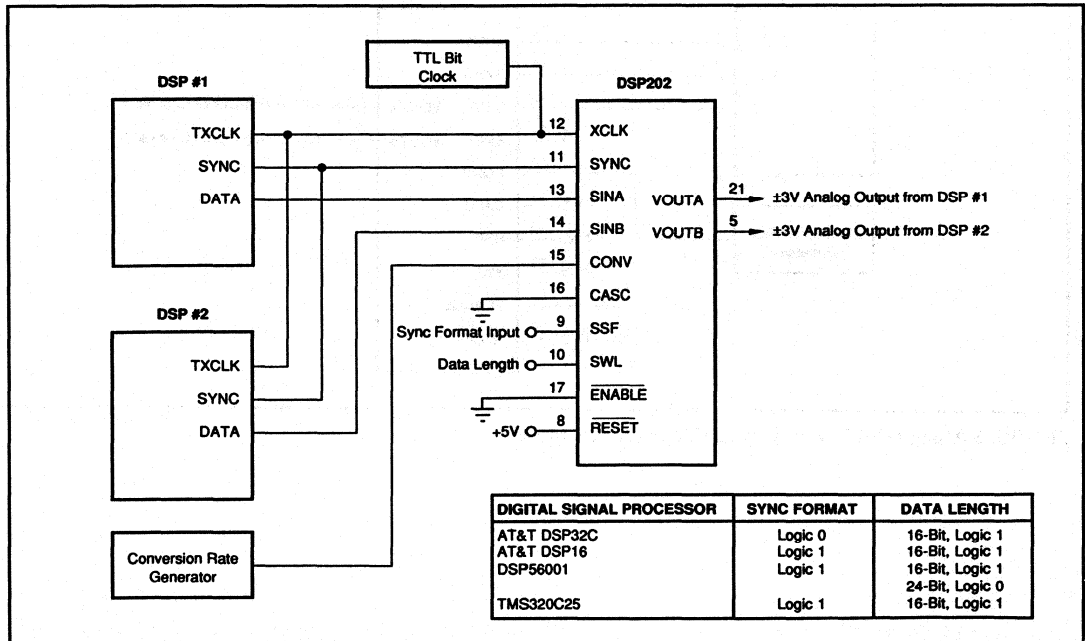 TTL Bit
Clock
DSP #1
TXCLK
SYNC
DATA
DSP #2
TXCLK
SYNC
DATA
Conversion Rate
Generator
DSP202
12 XCLK
11 SYNC
13 SINA
14 SINB
15 CONV
16 CASC
Sync Format Input 9 SSF
Data Length 10 SWL
17 ENABLE
+5V 8 RESET
VOUTA 21 ±3V Analog Output from DSP #1
VOUTB 5 ±3V Analog Output from DSP #2
DIGITAL SIGNAL PROCESSOR SYNC FORMAT DATA LENGTH
AT&T DSP32C Logic 0 16-Bit, Logic 1
AT&T DSP16 Logic 1 16-Bit, Logic 1
DSP56001 Logic 1 16-Bit, Logic 1
24-Bit, Logic 0
TMS320C25 Logic 1 16-Bit, Logic 1